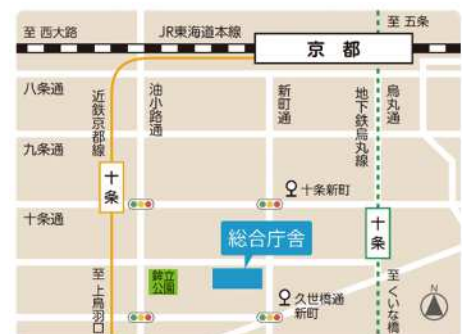 至 西大路
JR東海道本線
至 五条
京都
八条通
近鉄京都線
油小路通
新町通
地下鉄烏丸線
烏丸通
九条通
十条
十条新町
十条通
十条
総合庁舎
至 上鳥羽口
鉾立
公園
久世橋通
新町
至 くいな橋
N